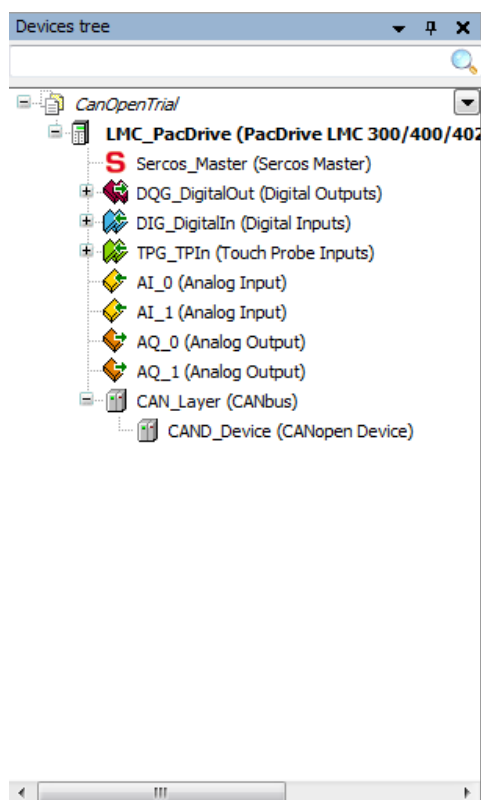 Devices tree
CanOpenTrial
LMC_PacDrive (PacDrive LMC 300/400/402
Sercos_Master (Sercos Master)
DQG_DigitalOut (Digital Outputs)
DIG_DigitalIn (Digital Inputs)
TPG_TPIn (Touch Probe Inputs)
AI_0 (Analog Input)
AI_1 (Analog Input)
AQ_0 (Analog Output)
AQ_1 (Analog Output)
CAN_Layer (CANbus)
CAND_Device (CANopen Device)